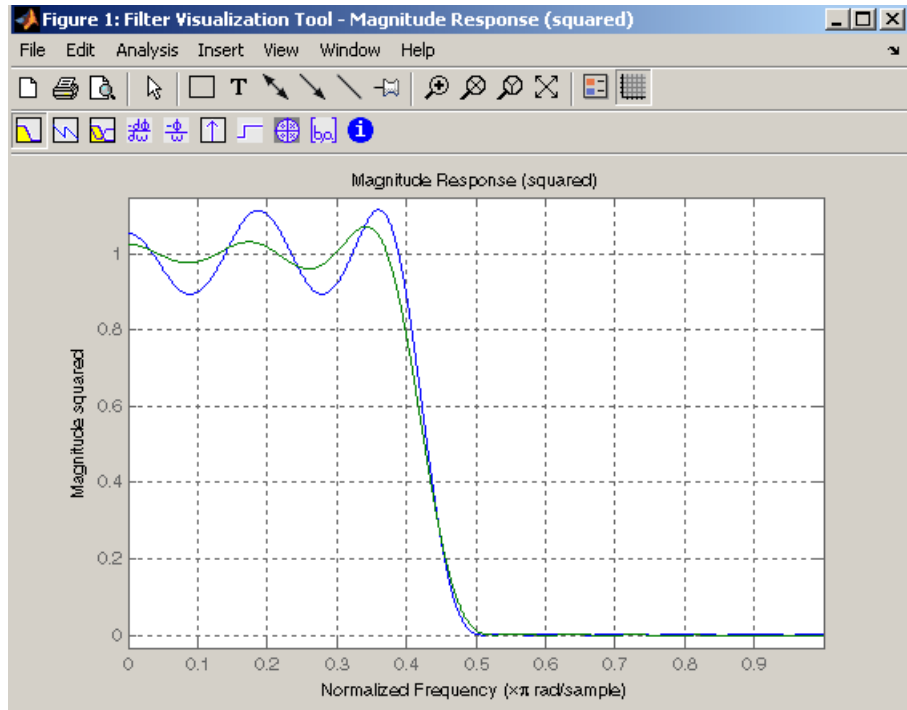 Figure 1: Filter Visualization Tool - Magnitude Response (squared)
File Edit Analysis Insert View Window Help
T
[b,a] i
Magnitude Response (squared)
Magnitude squared
1
0.8
0.6
0.4
0.2
0
0 0.1 0.2 0.3 0.4 0.5 0.6 0.7 0.8 0.9
Normalized Frequency (×π rad/sample)